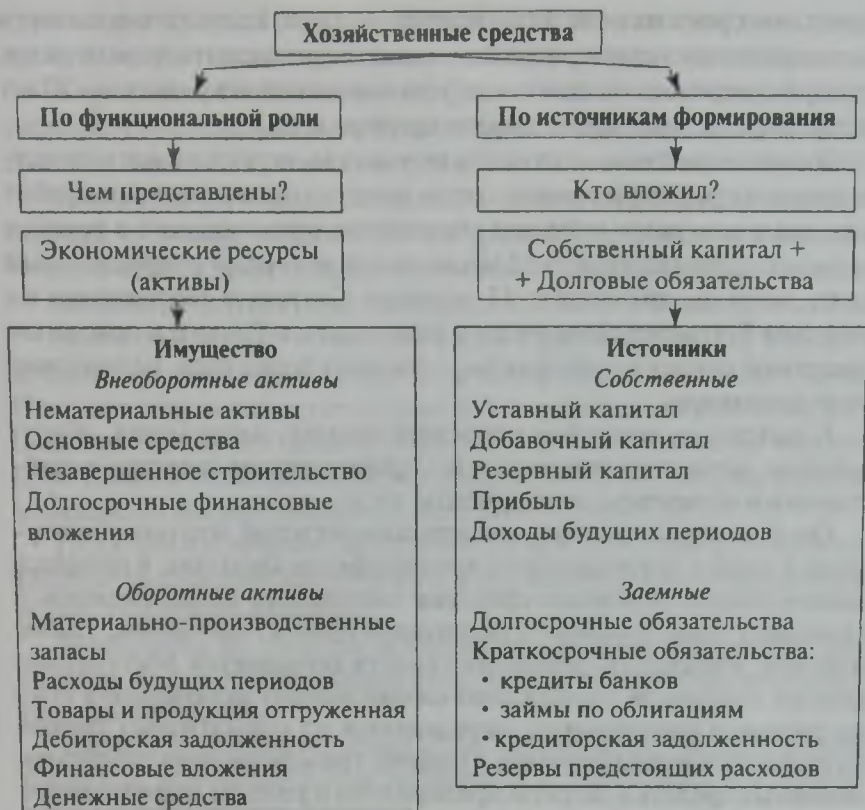 Хозяйственные средства
По функциональной роли
Чем представлены?
Экономические ресурсы
(активы)
Имущество
Внеоборотные активы
Нематериальные активы
Основные средства
Незавершенное строительство
Долгосрочные финансовые
вложения
Оборотные активы
Материально-производственные
запасы
Расходы будущих периодов
Товары и продукция отгруженная
Дебиторская задолженность
Финансовые вложения
Денежные средства
По источникам формирования
Кто вложил?
Собственный капитал +
+ Долговые обязательства
Источники
Собственные
Уставный капитал
Добавочный капитал
Резервный капитал
Прибыль
Доходы будущих периодов
Заемные
Долгосрочные обязательства
Краткосрочные обязательства:
• кредиты банков
• займы по облигациям
• кредиторская задолженность
Резервы предстоящих расходов